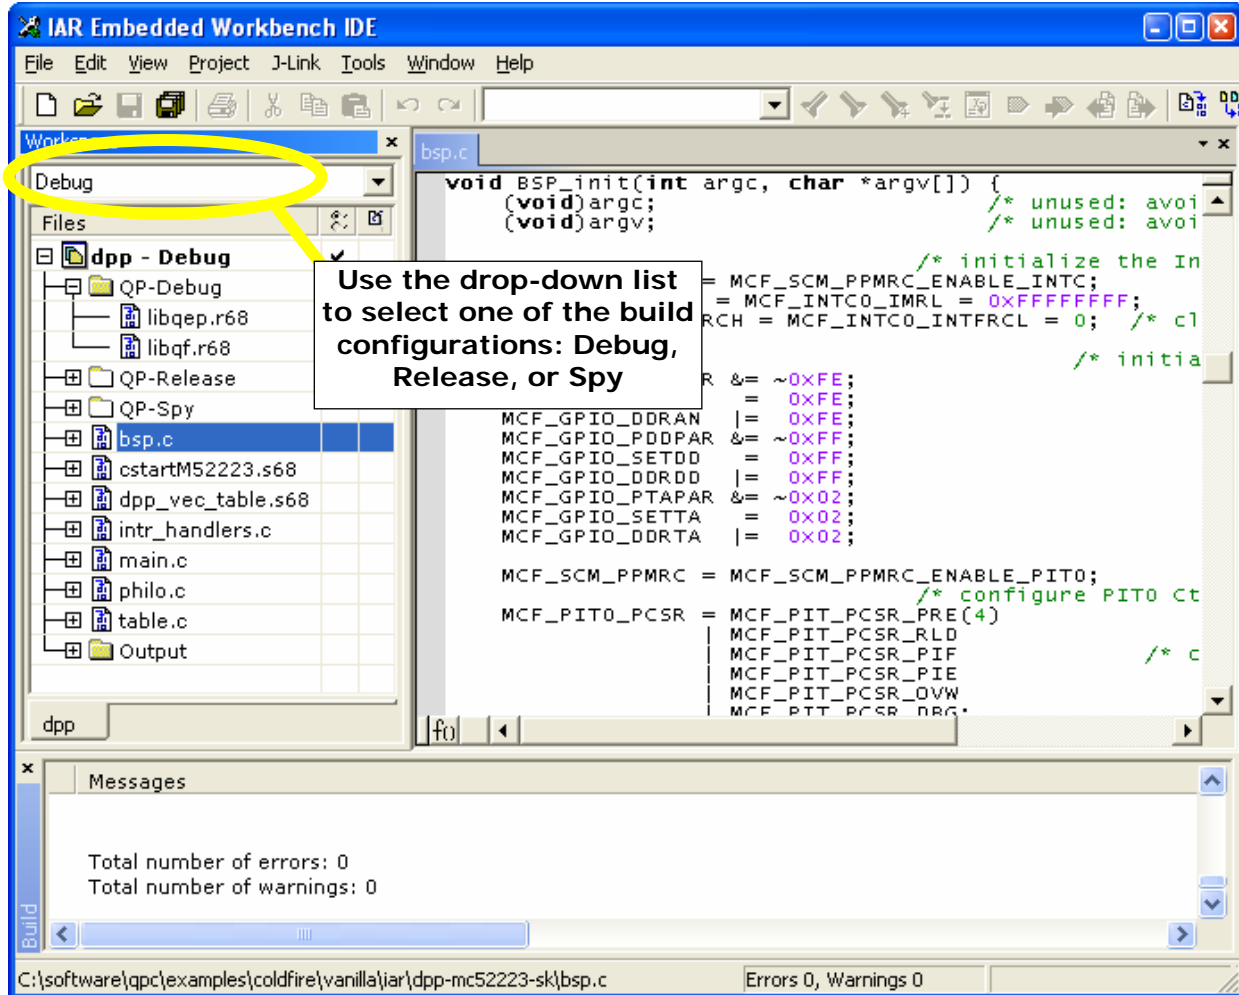 IAR Embedded Workbench IDE
File Edit View Project J-Link Tools Window Help
bsp.c
Debug
Files
dpp - Debug
QP-Debug
libqep.r68
libqf.r68
QP-Release
QP-Spy
bsp.c
cstartM52223.s68
dpp_vec_table.s68
intr_handlers.c
main.c
philo.c
table.c
Output
dpp
Use the drop-down list
to select one of the build
configurations: Debug,
Release, or Spy
void BSP_init(int argc, char *argv[]) {
(void)argc; /* unused: avoi
(void)argv; /* unused: avoi
/* initialize the In
= MCF_SCM_PPMRC_ENABLE_INTC;
= MCF_INTC0_IMRL = 0xFFFFFFFF;
RCH = MCF_INTC0_INTFRCL = 0; /* cl
/* initia
R &= ~0xFE;
= 0xFE;
MCF_GPIO_DDRAN |= 0xFE;
MCF_GPIO_PDDPAR &= ~0xFF;
MCF_GPIO_SETDD = 0xFF;
MCF_GPIO_DDRDD |= 0xFF;
MCF_GPIO_PTAPAR &= ~0x02;
MCF_GPIO_SETTA = 0x02;
MCF_GPIO_DDRTA |= 0x02;
MCF_SCM_PPMRC = MCF_SCM_PPMRC_ENABLE_PIT0;
/* configure PIT0 Ct
MCF_PIT0_PCSR = MCF_PIT_PCSR_PRE(4)
| MCF_PIT_PCSR_RLD
| MCF_PIT_PCSR_PIF /* c
| MCF_PIT_PCSR_PIE
| MCF_PIT_PCSR_OVW
| MCF_PIT_PCSR_DBG;
f()
Messages
Total number of errors: 0
Total number of warnings: 0
Build
C:\software\qpc\examples\coldfire\vanilla\iar\dpp-mc52223-sk\bsp.c
Errors 0, Warnings 0